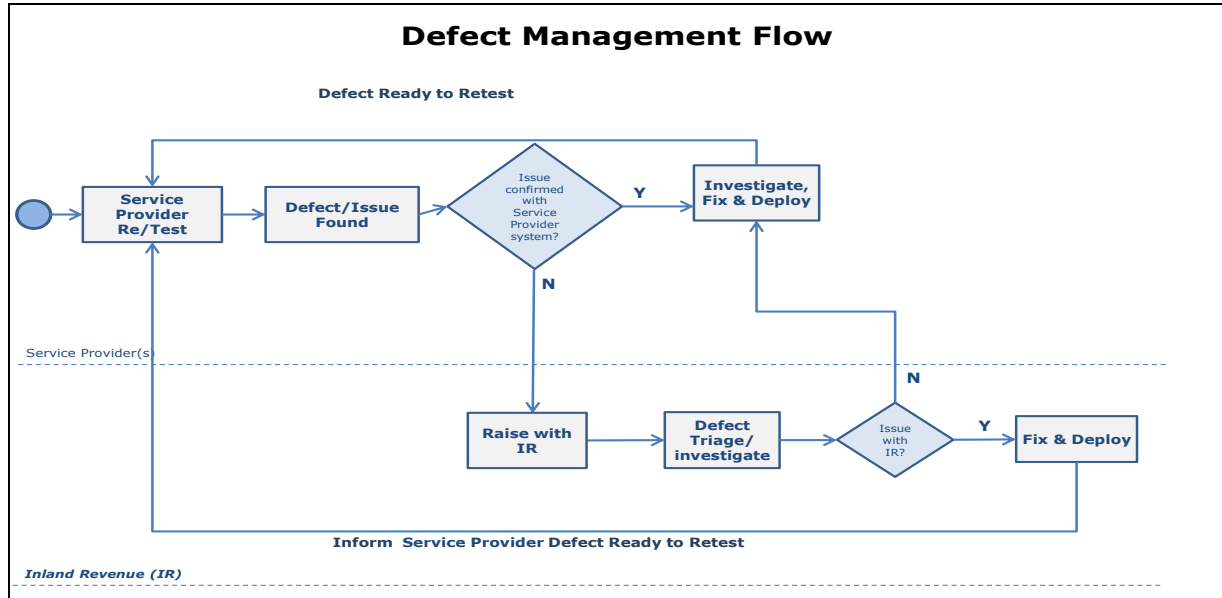 Defect Management Flow
Defect Ready to Retest
Service
Provider
Re/Test
Defect/Issue
Found
Issue
confirmed
with
Service
Provider
system?
Y
Investigate,
Fix & Deploy
N
Service Provider(s)
N
Raise with
IR
Defect
Triage/
investigate
Issue
with
IR?
Y
Fix & Deploy
Inform Service Provider Defect Ready to Retest
Inland Revenue (IR)